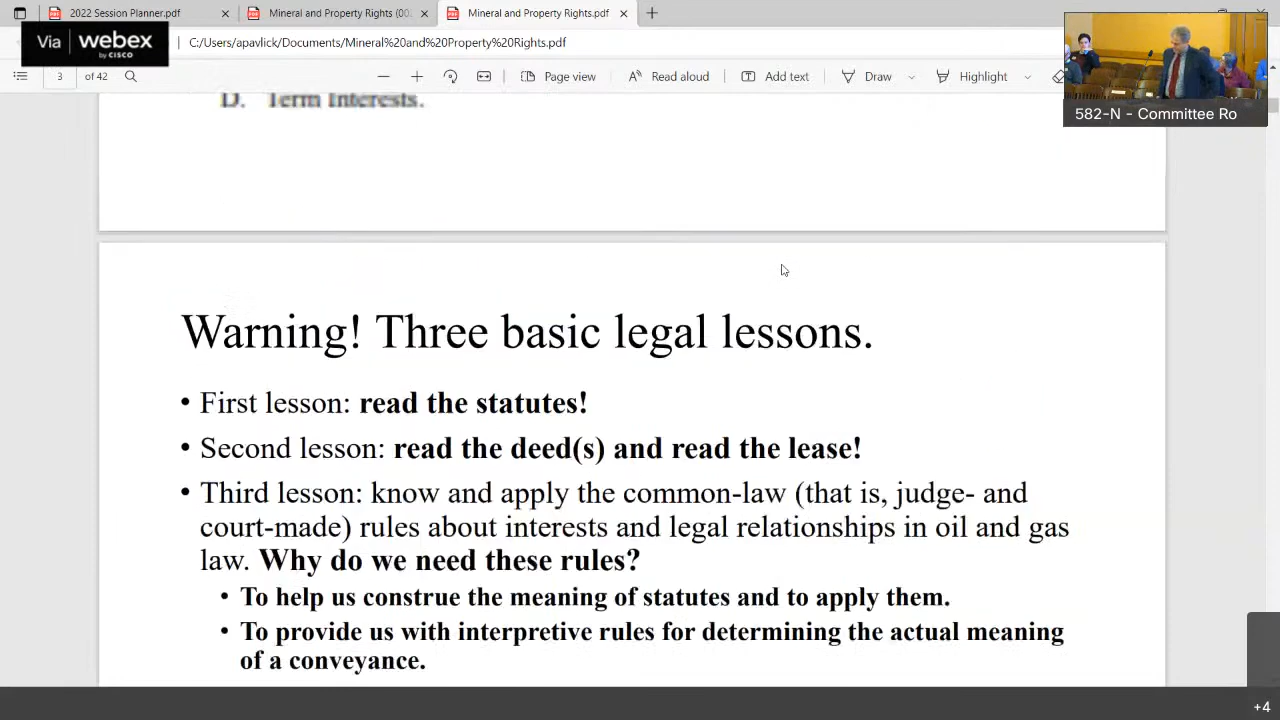 2022 Session Planner.pdf
Mineral and Property Rights (00
Mineral and Property Rights.pdf
Via webex
by CISCO
C:/Users/apavlick/Documents/Mineral%20and%20Property%20Rights.pdf
3 of 42
Page view
Read aloud
Add text
Draw
Highlight
582-N - Committee Ro
D. Term Interests.
Warning! Three basic legal lessons.
• First lesson: read the statutes!
• Second lesson: read the deed(s) and read the lease!
• Third lesson: know and apply the common-law (that is, judge- and
court-made) rules about interests and legal relationships in oil and gas
law. Why do we need these rules?
• To help us construe the meaning of statutes and to apply them.
• To provide us with interpretive rules for determining the actual meaning
of a conveyance.
+4